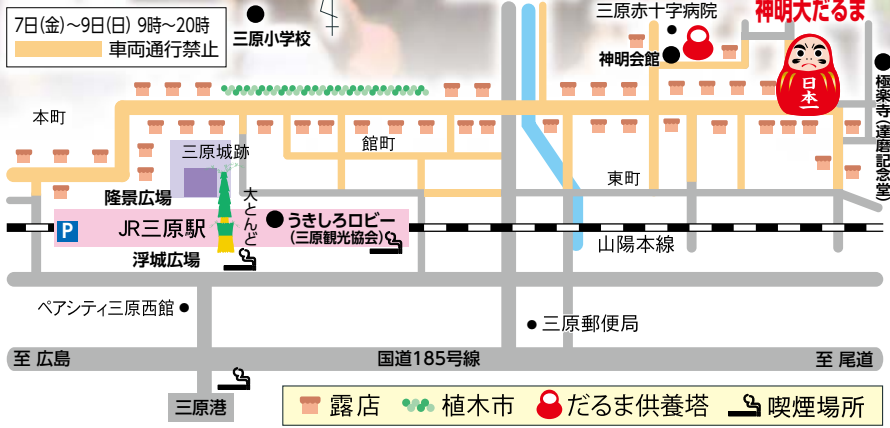 7日(金)～9日(日) 9時～20時
車両通行禁止
三原小学校
三原赤十字病院
神明大だるま
神明会館
日本一
極楽寺(達磨記念堂)
本町
三原城跡
館町
東町
隆景広場
大とんど
うきしろロビー
(三原観光協会)
P
JR三原駅
浮城広場
山陽本線
ペアシティ三原西館
三原郵便局
至 広島
国道185号線
至 尾道
三原港
露店
植木市
だるま供養塔
喫煙場所